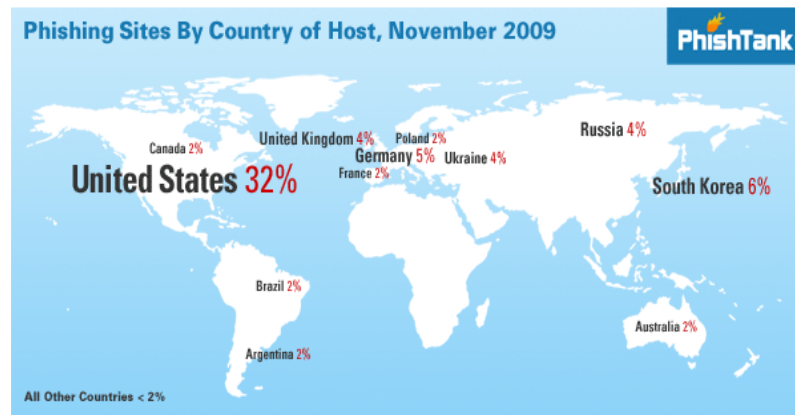 Phishing Sites By Country of Host, November 2009
PhishTank
Canada 2%
United States 32%
United Kingdom 4%
Poland 2%
Germany 5%
Ukraine 4%
France 2%
Russia 4%
South Korea 6%
Brazil 2%
Argentina 2%
Australia 2%
All Other Countries < 2%